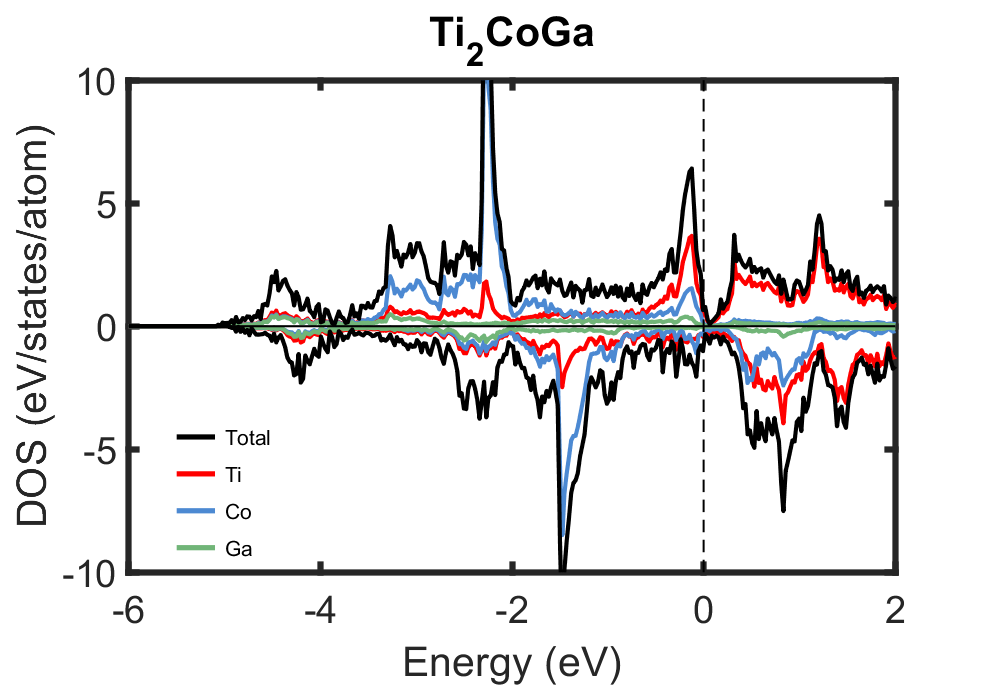 Ti2CoGa
DOS (eV/states/atom)
10
5
0
-5
-10
Total
Ti
Co
Ga
-6 -4 -2 0 2
Energy (eV)